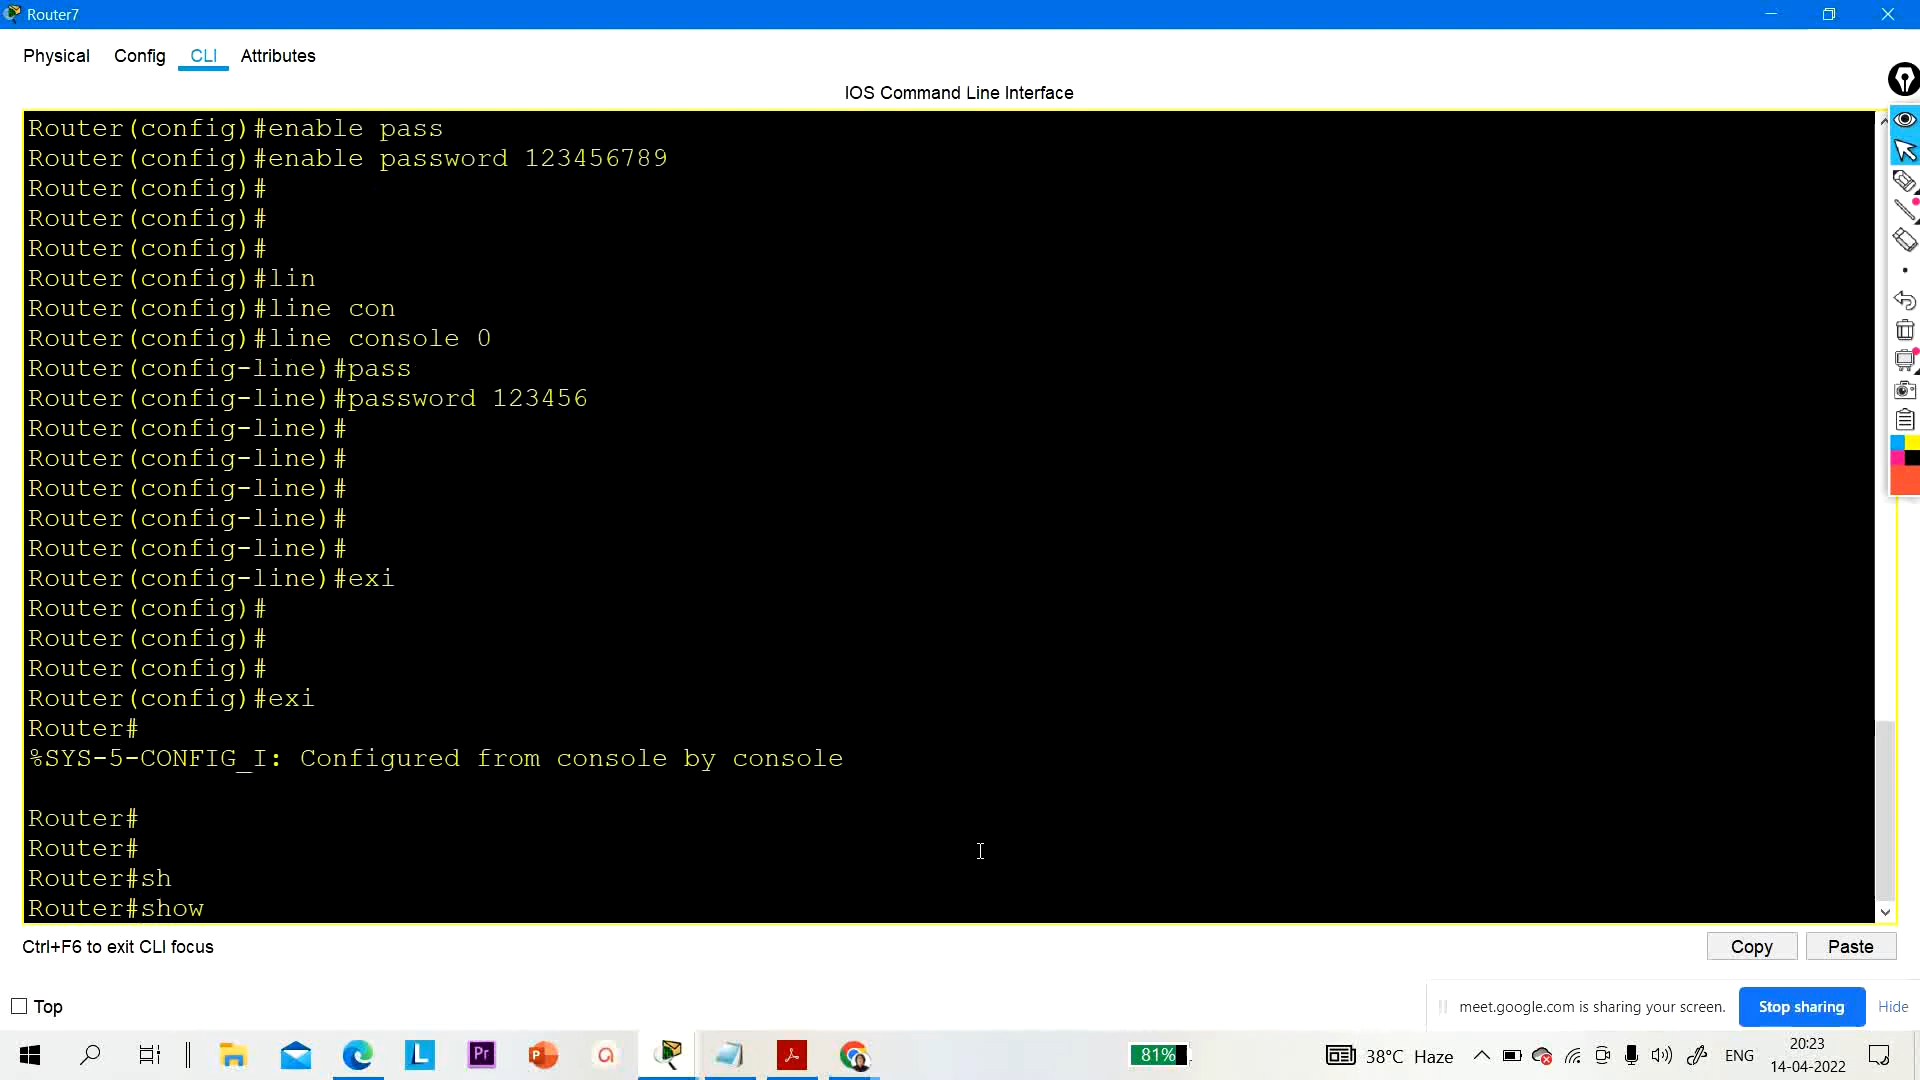 Router7
Physical Config CLI Attributes
IOS Command Line Interface
Router(config)#enable pass
Router(config)#enable password 123456789
Router(config)#
Router(config)#
Router(config)#
Router(config)#lin
Router(config)#line con
Router(config)#line console 0
Router(config-line)#pass
Router(config-line)#password 123456
Router(config-line)#
Router(config-line)#
Router(config-line)#
Router(config-line)#
Router(config-line)#
Router(config-line)#exi
Router(config)#
Router(config)#
Router(config)#
Router(config)#exi
Router#
%SYS-5-CONFIG_I: Configured from console by console
Router#
Router#
Router#sh
Router#show
Ctrl+F6 to exit CLI focus
Copy Paste
Top
meet.google.com is sharing your screen. Stop sharing Hide
L Pr P a 81% 38°C Haze ENG 20:23
14-04-2022